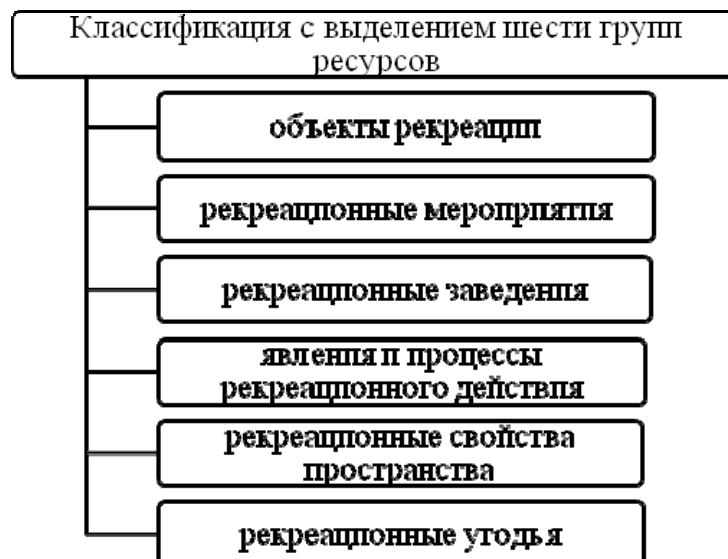 Классификация с выделением шести групп
ресурсов
объекты рекреации
рекреационные мероприятия
рекреационные заведения
явления и процессы
рекреационного действия
рекреационные свойства
пространства
рекреационные угодья